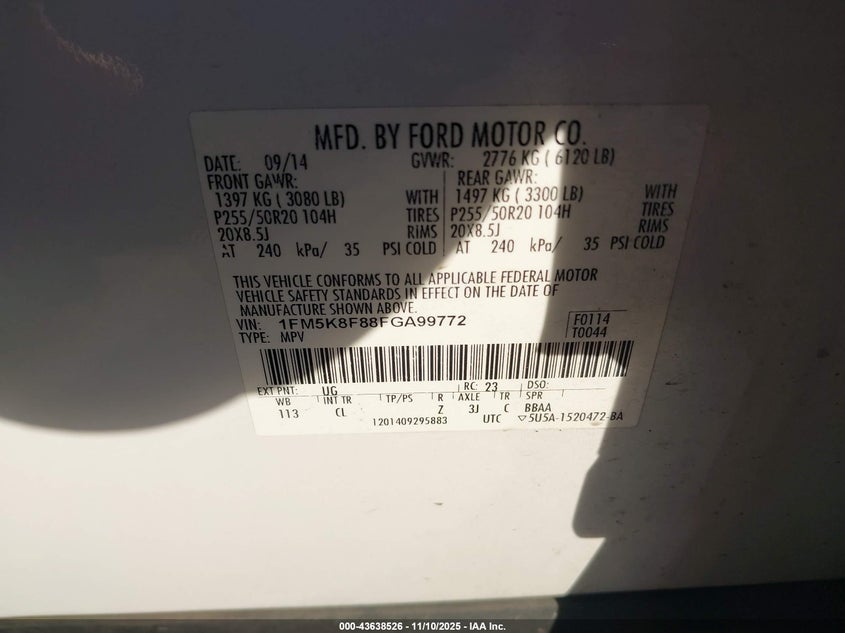 MFD. BY FORD MOTOR CO.
DATE: 09/14 GVWR: 2776 KG ( 6120 LB)
FRONT GAWR: REAR GAWR:
1397 KG ( 3080 LB) WITH 1497 KG ( 3300 LB) WITH
P255/50R20 104H TIRES P255/50R20 104H TIRES
20X8.5J RIMS 20X8.5J RIMS
AT 240 kPa/ 35 PSI COLD AT 240 kPa/ 35 PSI COLD
THIS VEHICLE CONFORMS TO ALL APPLICABLE FEDERAL MOTOR
VEHICLE SAFETY STANDARDS IN EFFECT ON THE DATE OF
MANUFACTURE SHOWN ABOVE.
VIN: 1FM5K8F88FGA99772 F0114
TYPE: MPV T0044
EXT PNT: UG RC: 23 DSO:
WB INT TR TP/PS R AXLE TR SPR
113 CL Z 3J C BBAA
1201409295883 UTC ▽5U5A-1520472-BA
000-43638526 - 11/10/2025 - IAA Inc.